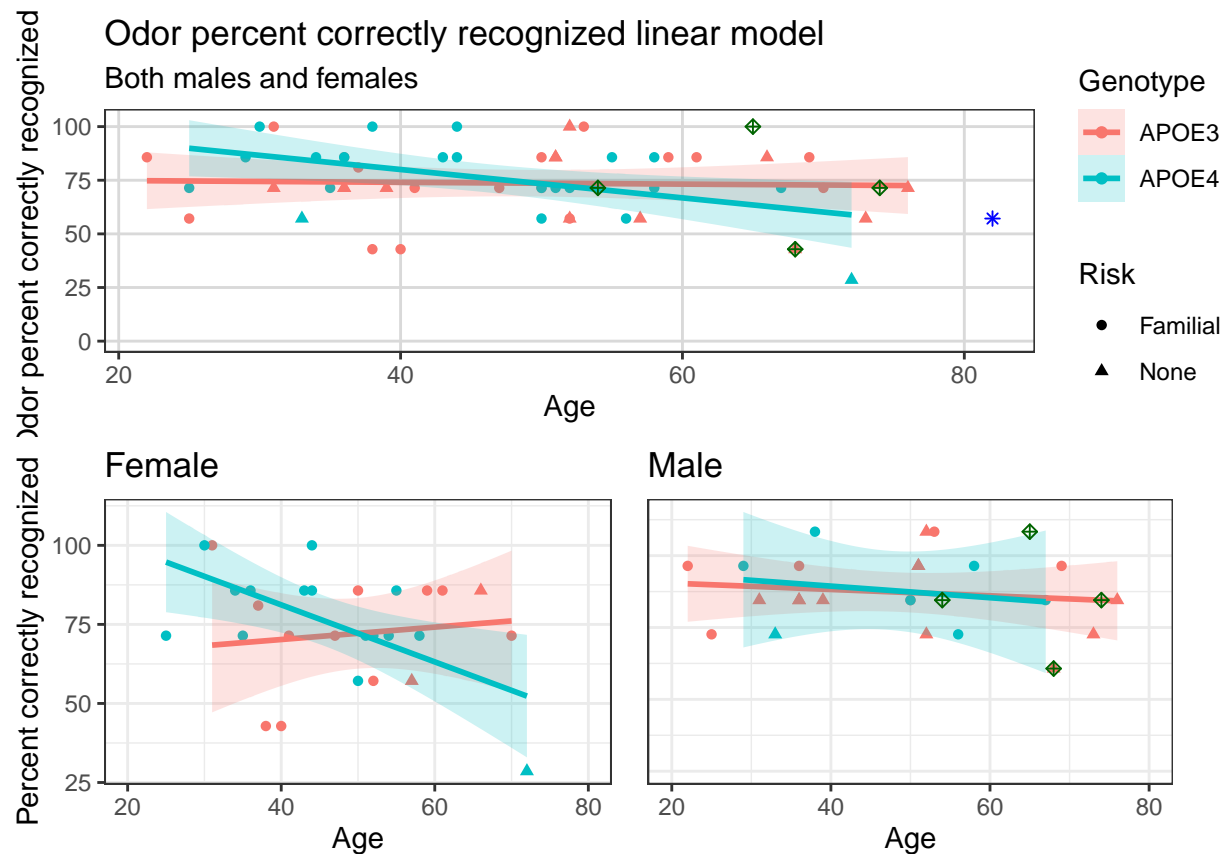 Odor percent correctly recognized linear model
Both males and females
dor percent correctly recognized
100
75
50
25
0
20 40 60 80
Age
Genotype
APOE3
APOE4
Risk
Familial
None
Female
Percent correctly recognized
100
75
50
25
20 40 60 80
Age
Male
20 40 60 80
Age